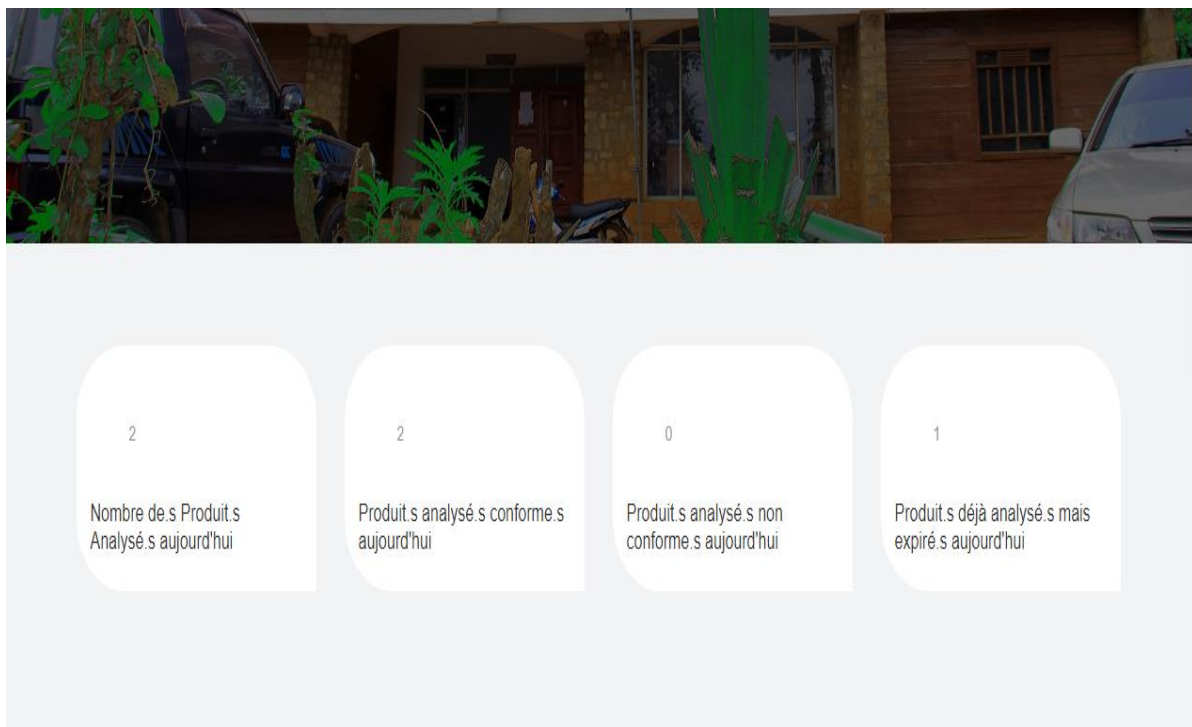 2
Nombre de.s Produit.s
Analysé.s aujourd'hui
2
Produit.s analysé.s conforme.s
aujourd'hui
0
Produit.s analysé.s non
conforme.s aujourd'hui
1
Produit.s déjà analysé.s mais
expiré.s aujourd'hui